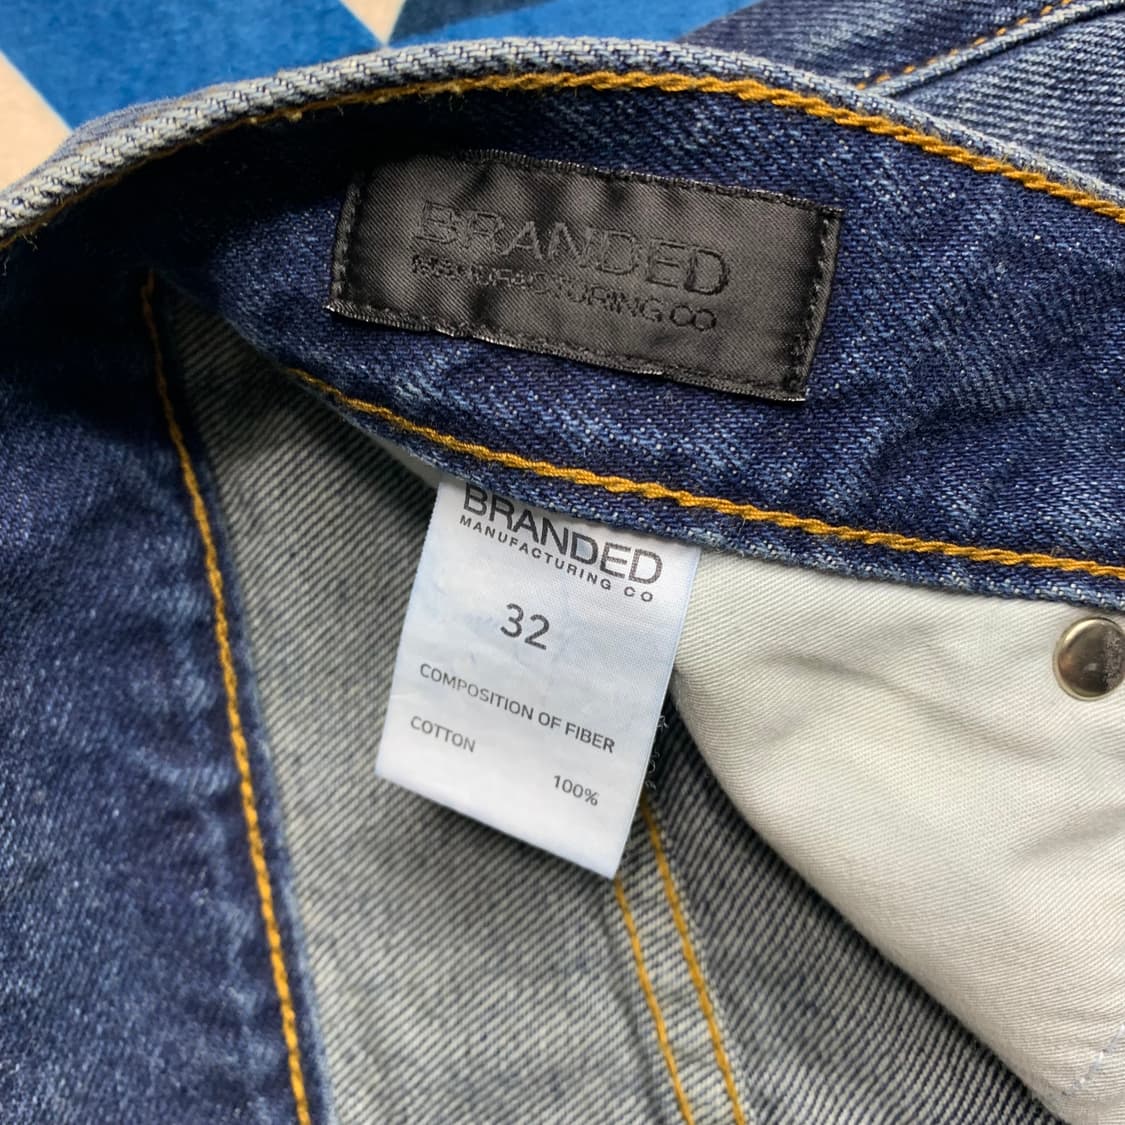 BRANDED
MANUFACTURING CO
BRANDED
MANUFACTURING CO
32
COMPOSITION OF FIBER
COTTON
100%